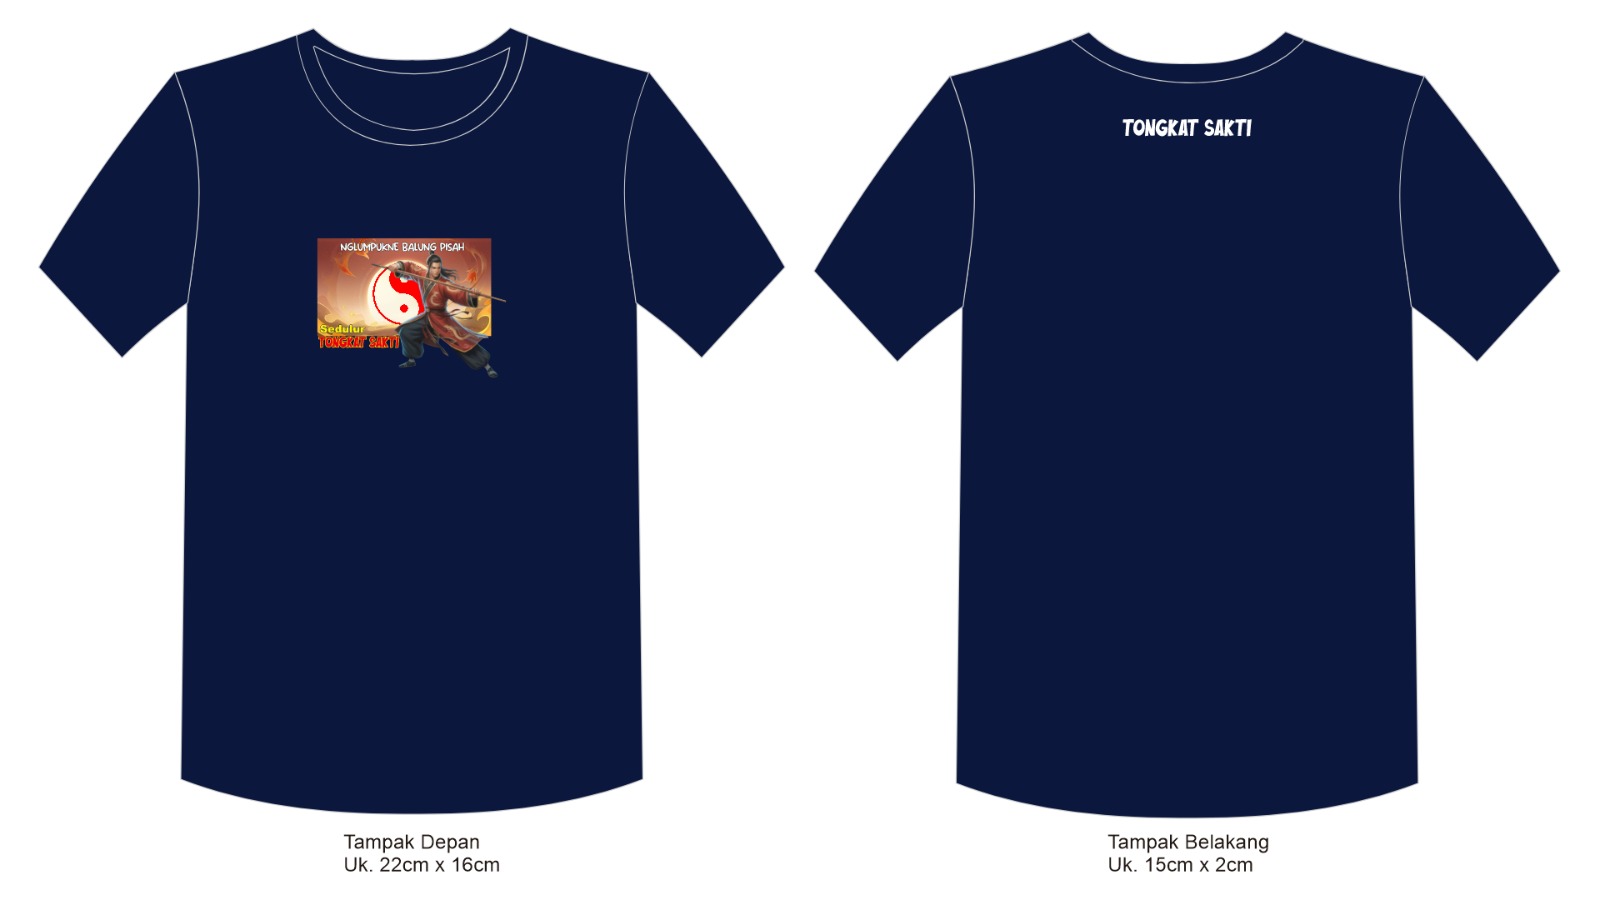 NGLUMPUKNE BALUNG PISAH
Sedulur
TONGKAT SAKTI
TONGKAT SAKTI
Tampak Depan
Uk. 22cm x 16cm
Tampak Belakang
Uk. 15cm x 2cm